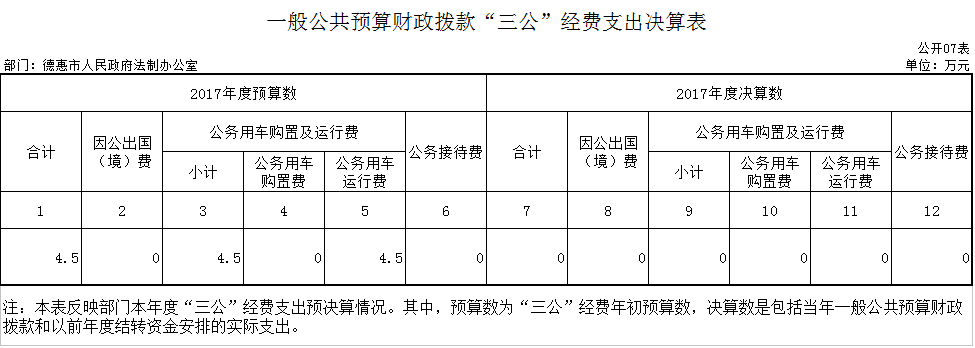 一般公共预算财政拨款“三公”经费支出决算表
公开07表
部门：德惠市人民政府法制办公室 单位：万元
2017年度预算数 2017年度决算数
合计 因公出国（境）费 公务用车购置及运行费 公务接待费 合计 因公出国（境）费 公务用车购置及运行费 公务接待费
小计 公务用车购置费 公务用车运行费 小计 公务用车购置费 公务用车运行费
1 2 3 4 5 6 7 8 9 10 11 12
4.5 0 4.5 0 4.5 0 0 0 0 0 0 0
注：本表反映部门本年度“三公”经费支出预决算情况。其中，预算数为“三公”经费年初预算数，决算数是包括当年一般公共预算财政
拨款和以前年度结转资金安排的实际支出。